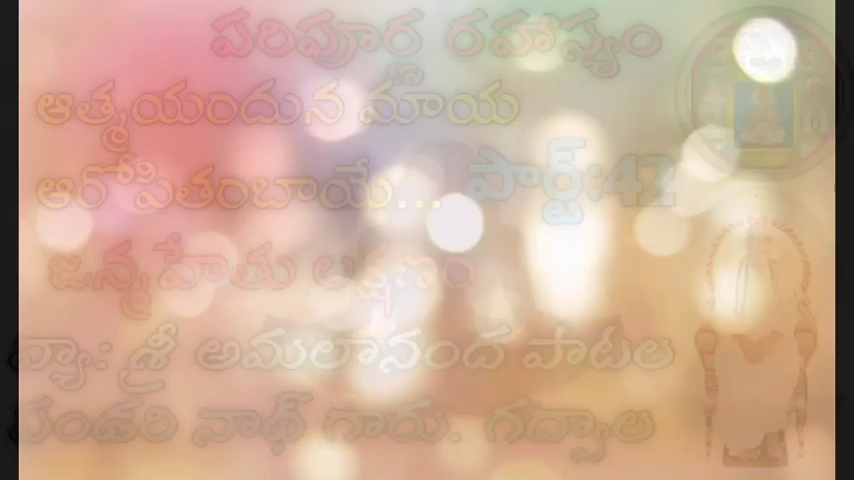 పరిపూర్ణ రహస్యం
ఆత్మయందున మాయ
ఆరోపితంబాయే... పార్ట్:42
జన్మహేతు లక్షణం
వ్యా: శ్రీ అమలానంద పాటల
పండరి నాథ్ గారు. గద్వాల